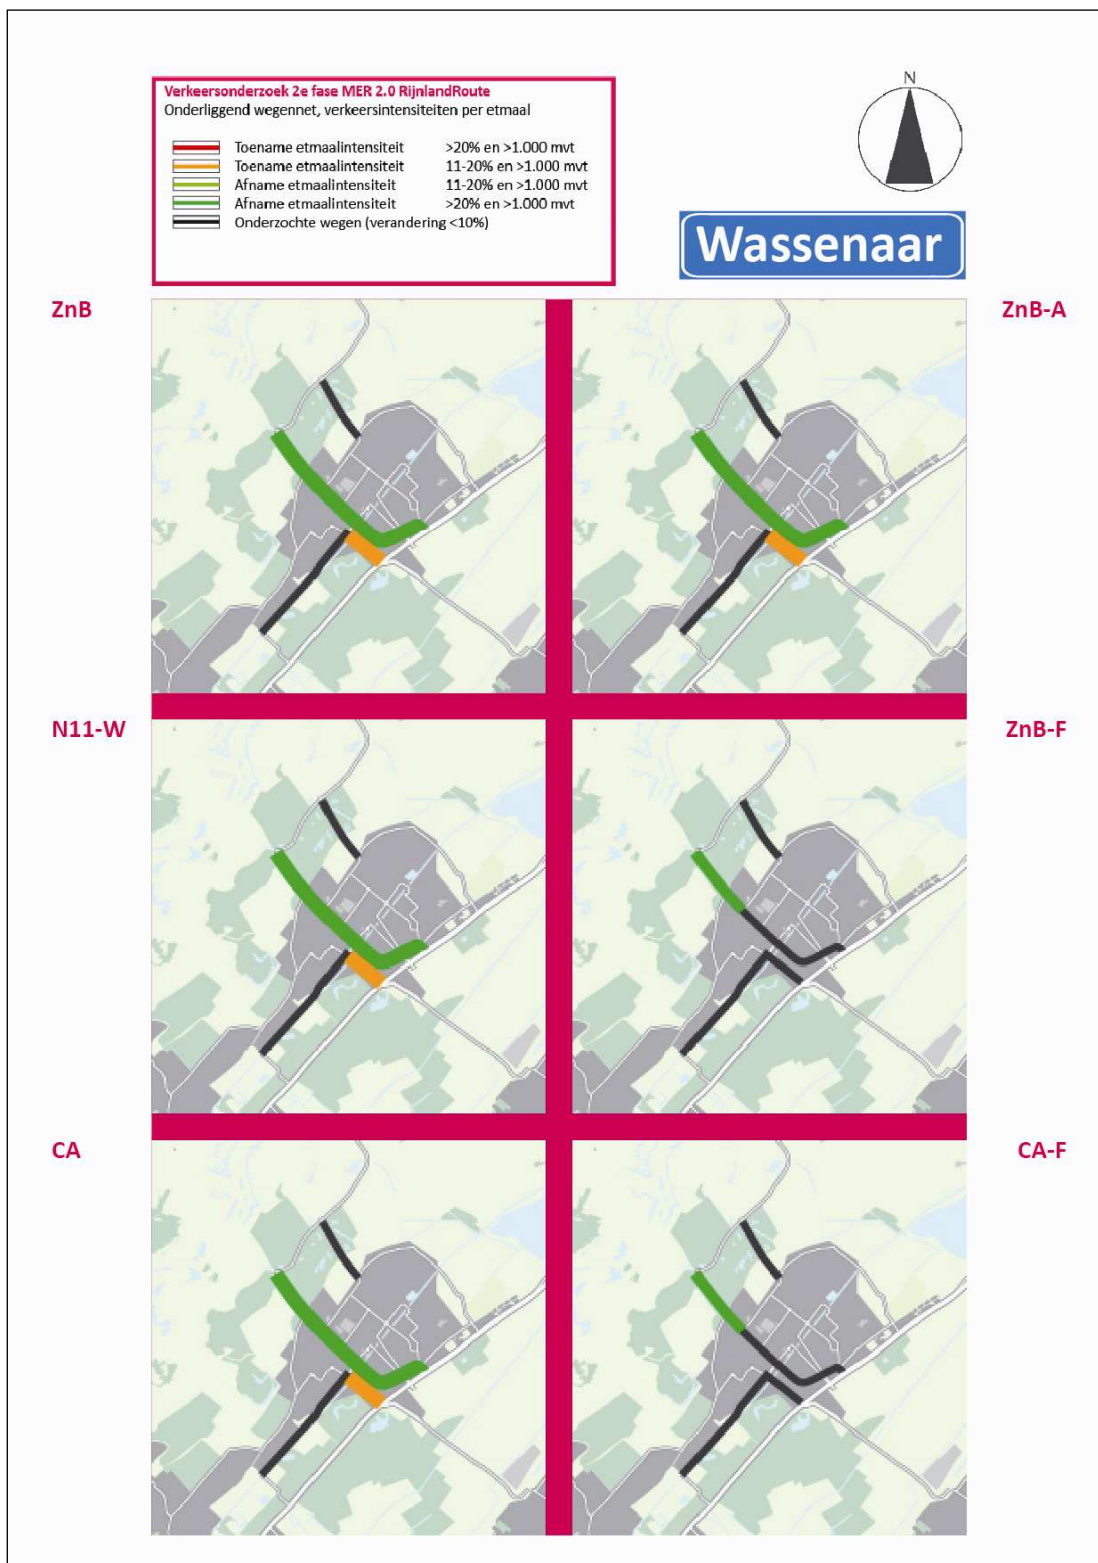 Verkeersonderzoek 2e fase MER 2.0 RijnlandRoute
Onderliggend wegennet, verkeersintensiteiten per etmaal
Toename etmaalintensiteit >20% en >1.000 mvt
Toename etmaalintensiteit 11-20% en >1.000 mvt
Afname etmaalintensiteit 11-20% en >1.000 mvt
Afname etmaalintensiteit >20% en >1.000 mvt
Onderzochte wegen (verandering <10%)
N
Wassenaar
ZnB
ZnB-A
N11-W
ZnB-F
CA
CA-F